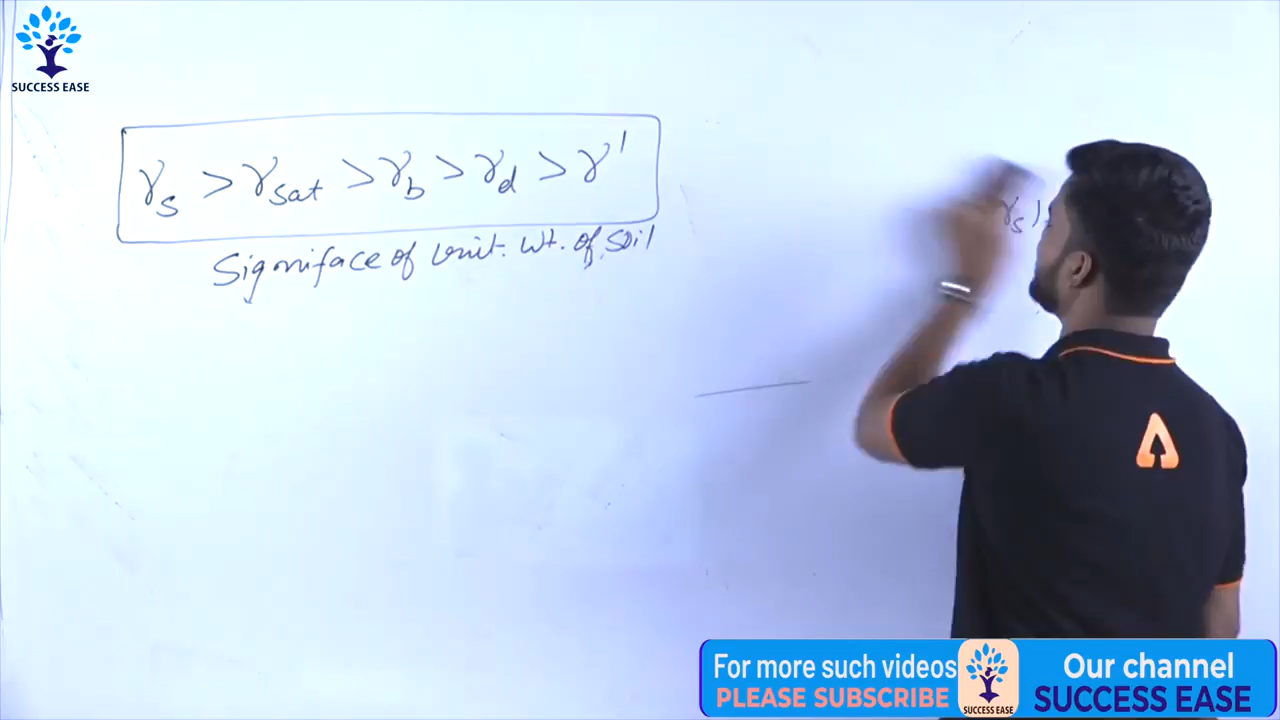 SUCCESS EASE
γs > γsat > γb > γd > γ'
Signiface of Unit. Wt. of Soil
γs
For more such videos
PLEASE SUBSCRIBE
SUCCESS EASE
Our channel
SUCCESS EASE